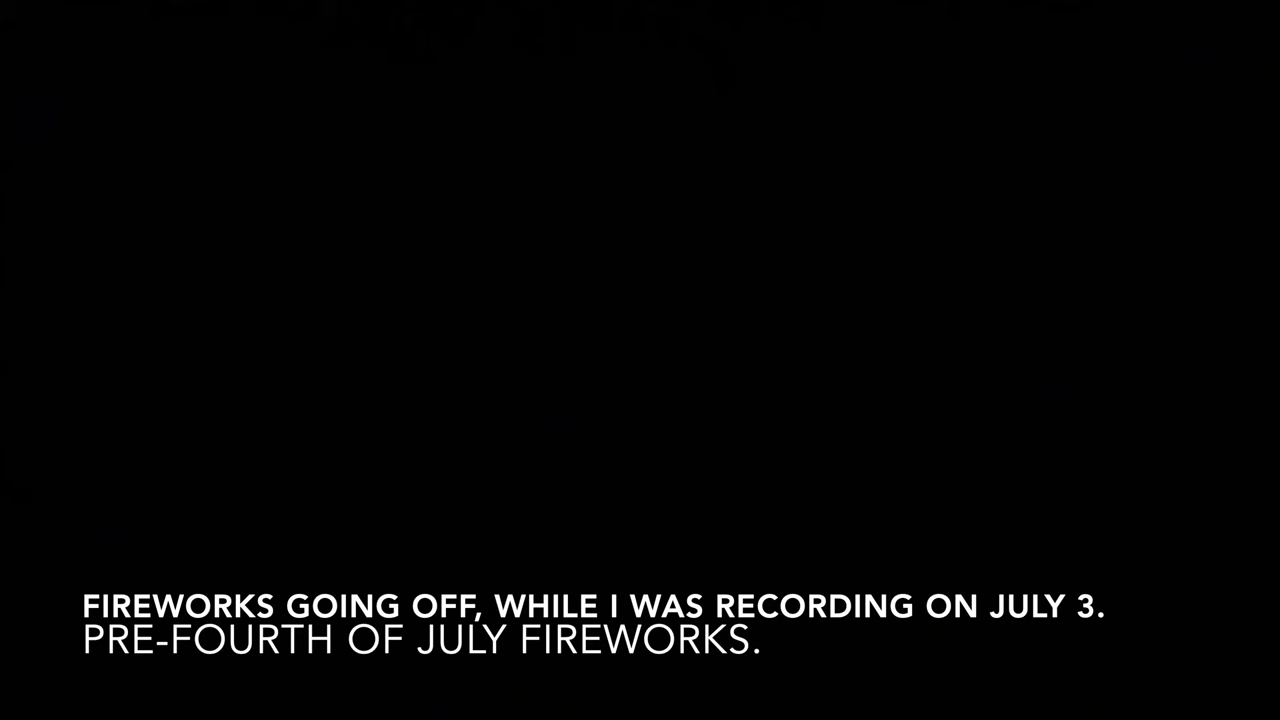 FIREWORKS GOING OFF, WHILE I WAS RECORDING ON JULY 3.
PRE-FOURTH OF JULY FIREWORKS.